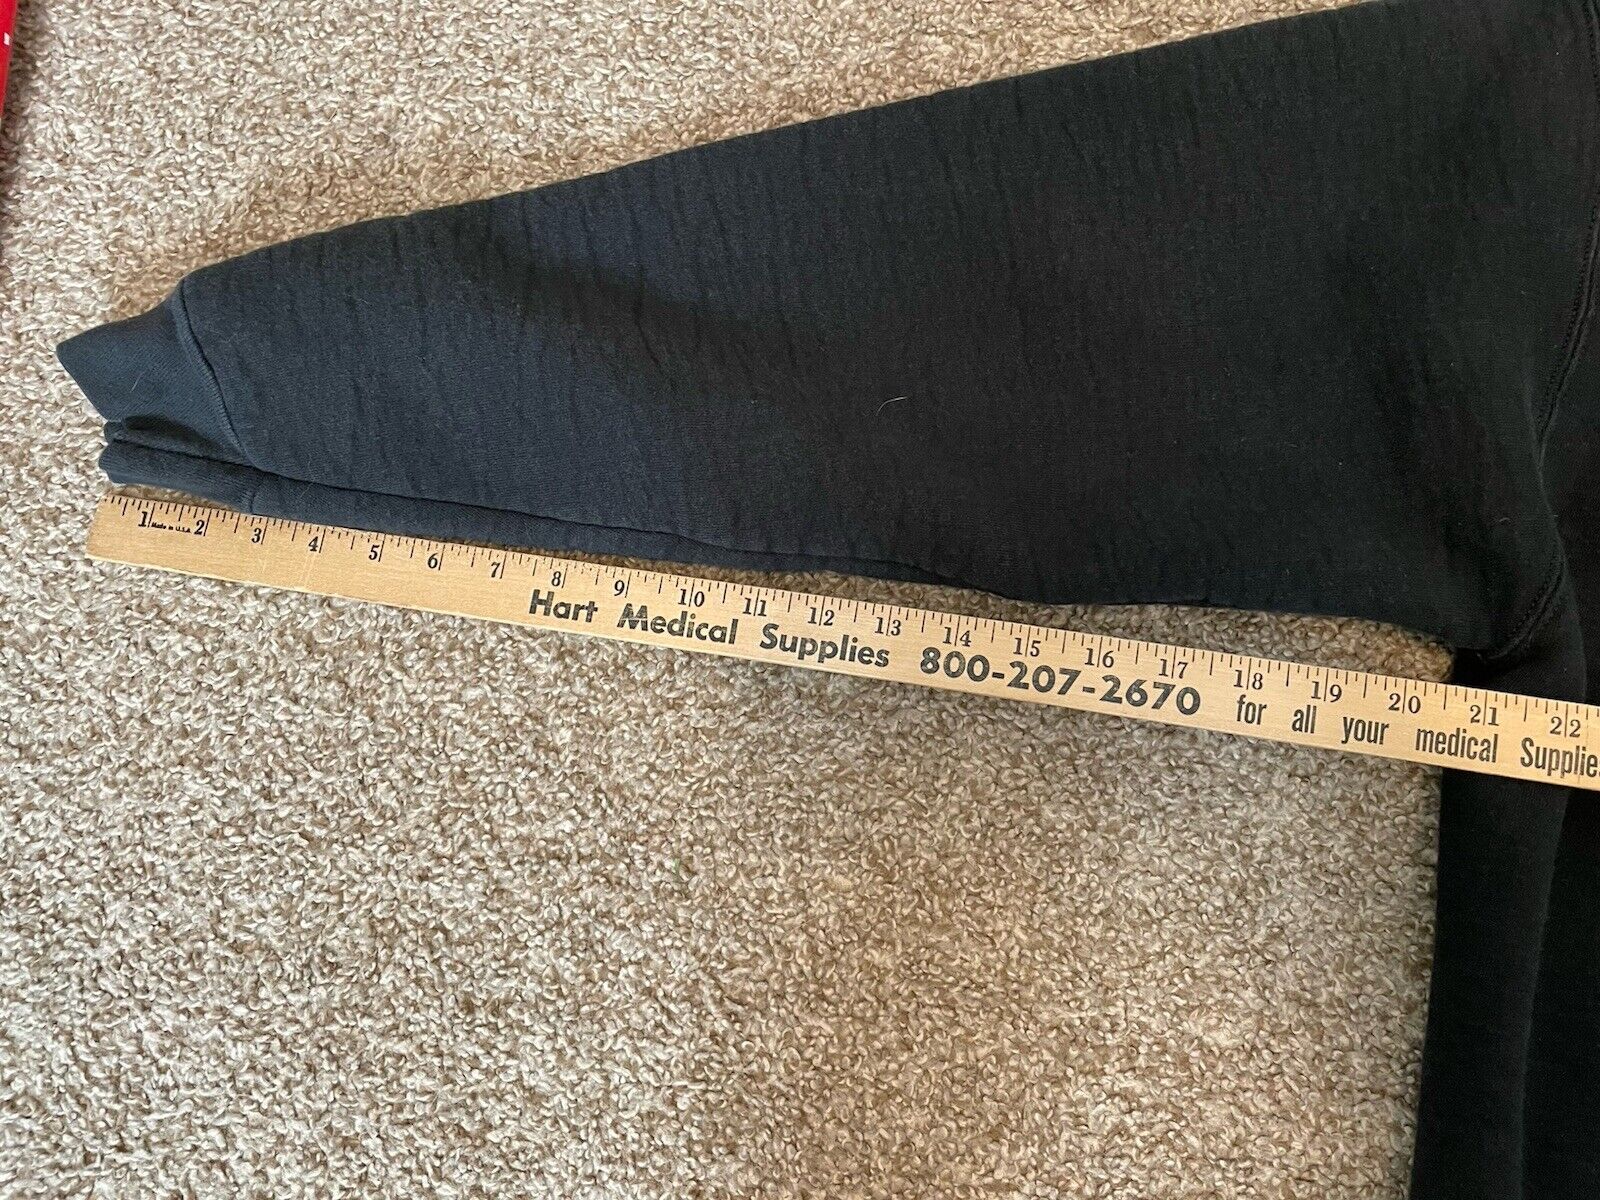 1 Made in U.S.A. 2 3 4 5 6 7 8 9 10 11 12 13 14 15 16 17 18 19 20 21 22
Hart Medical Supplies 800-207-2670 for all your medical Supplies